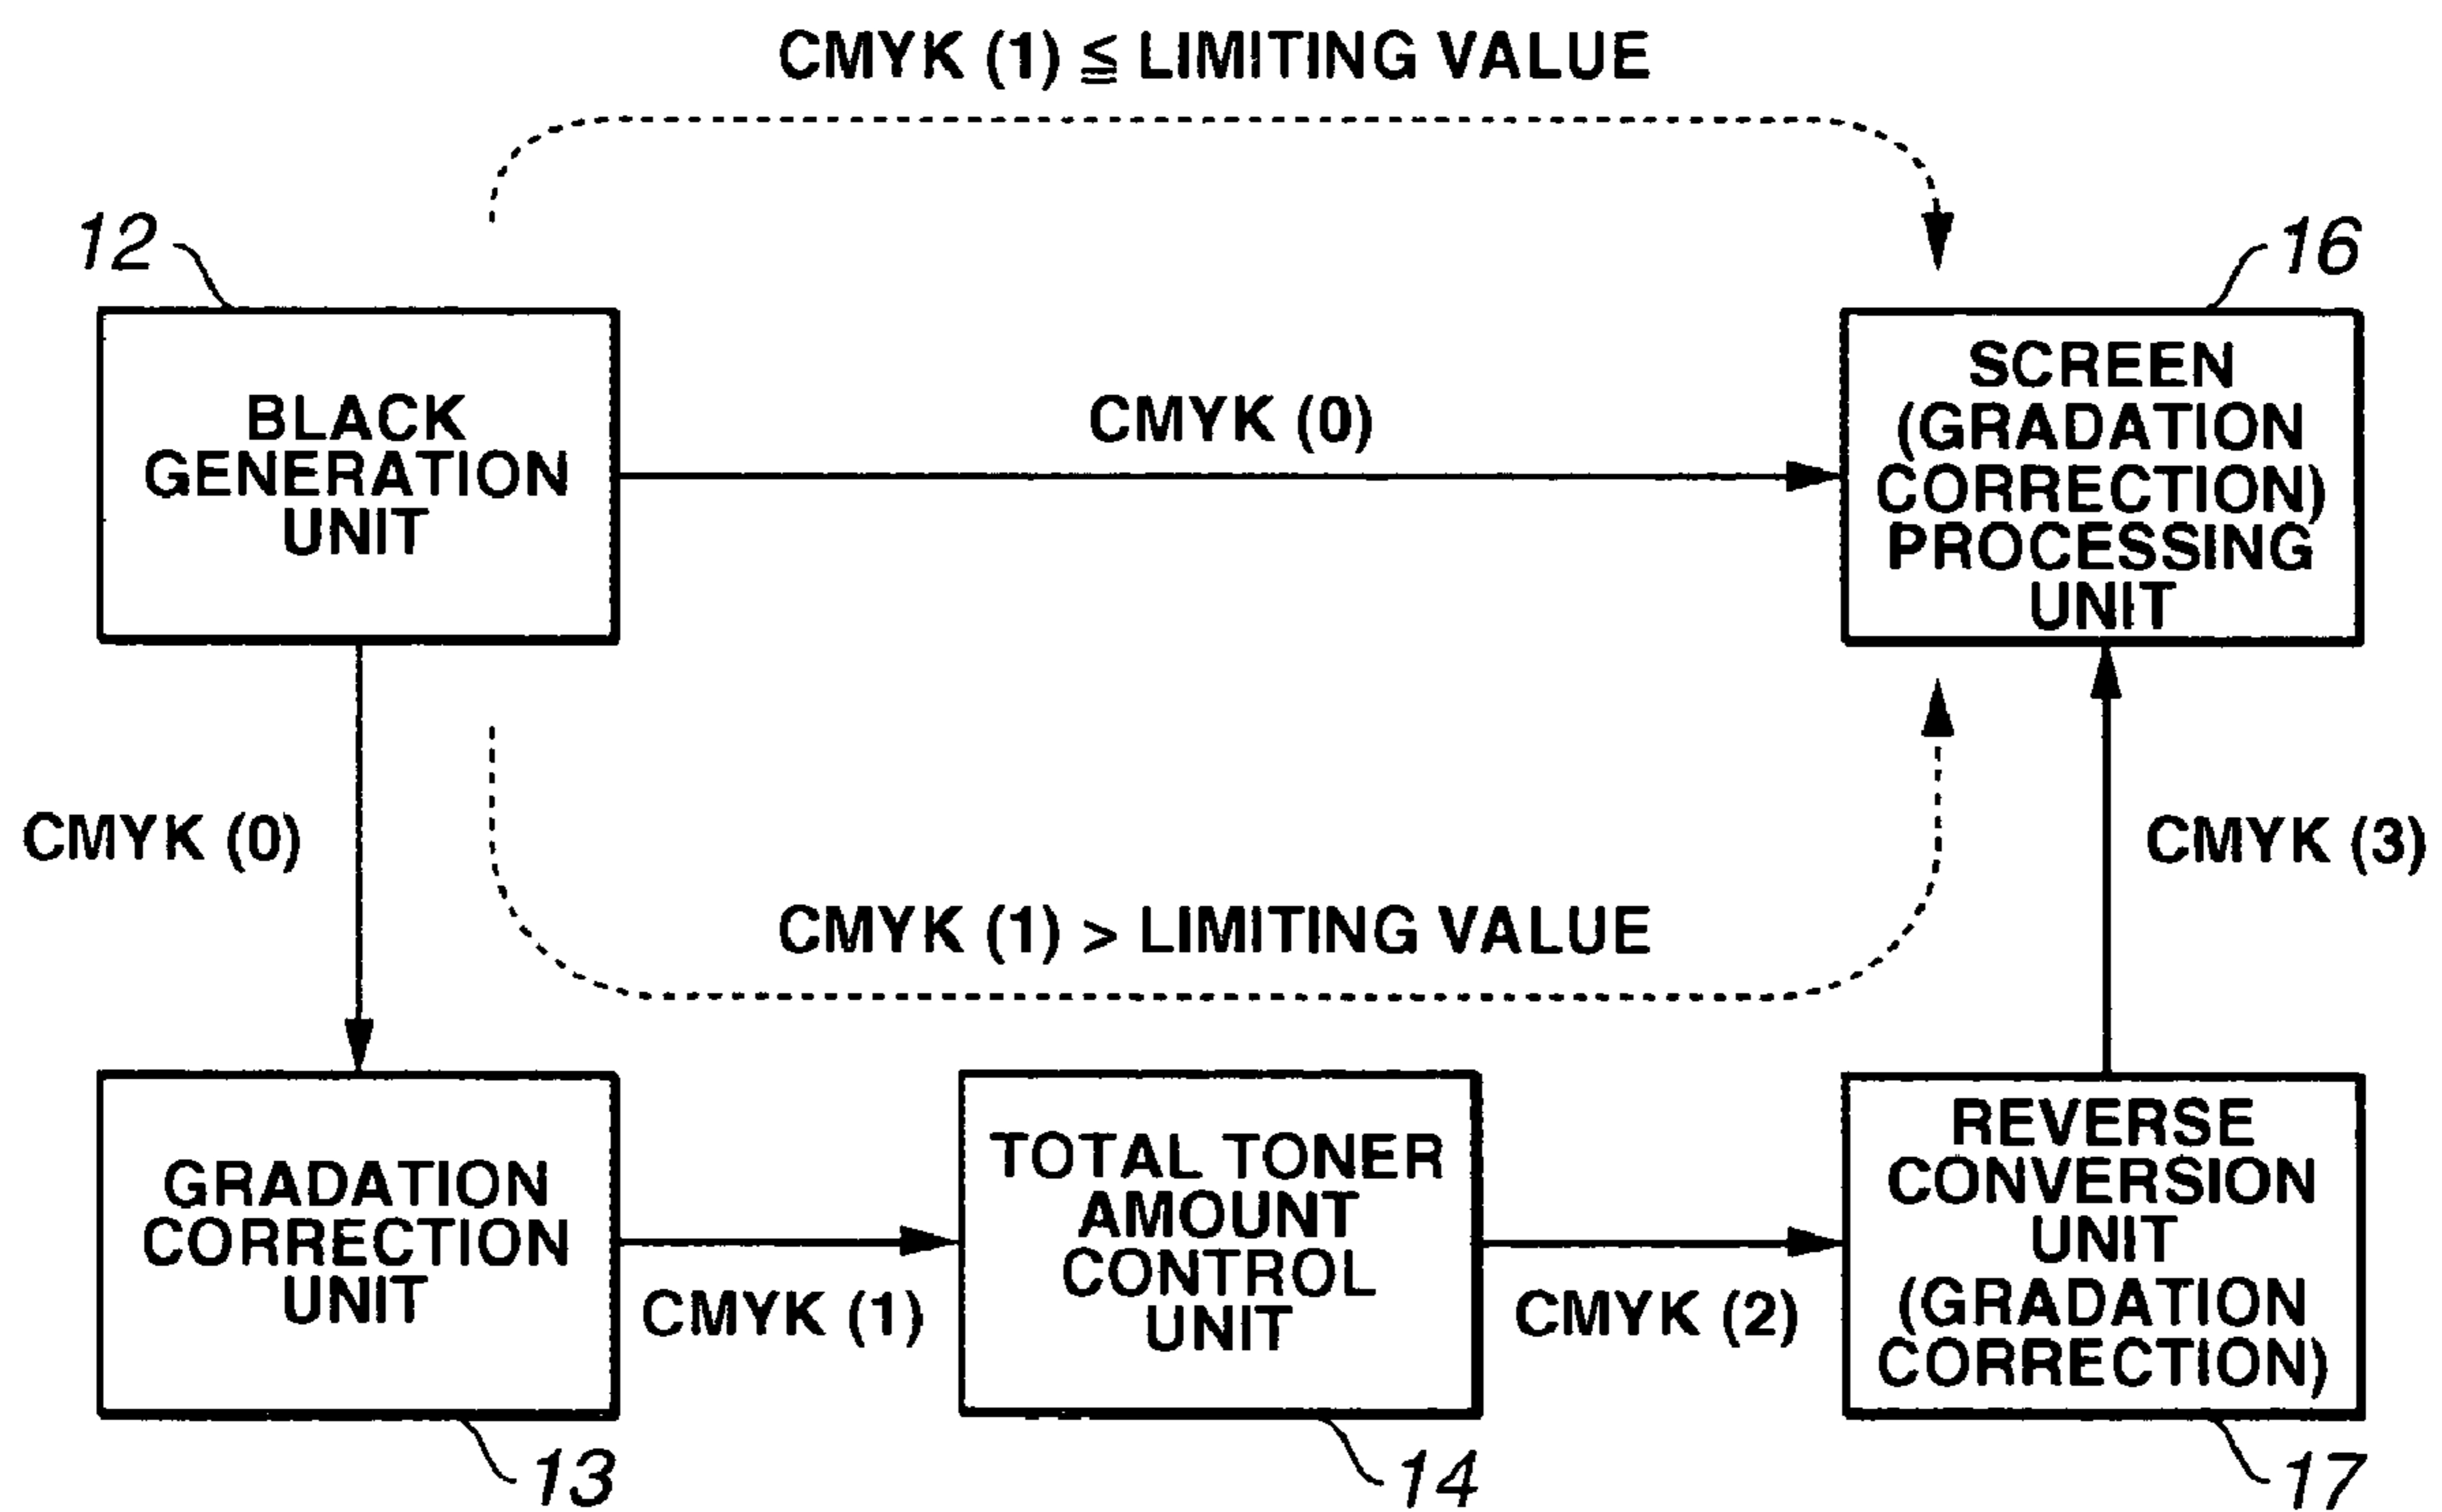 CMYK (1) ≦ LIMITING VALUE
12
16
BLACK
GENERATION
UNIT
CMYK (0)
SCREEN
(GRADATION
CORRECTION)
PROCESSING
UNIT
CMYK (0)
CMYK (3)
CMYK (1) > LIMITING VALUE
GRADATION
CORRECTION
UNIT
CMYK (1)
TOTAL TONER
AMOUNT
CONTROL
UNIT
CMYK (2)
REVERSE
CONVERSION
UNIT
(GRADATION
CORRECTION)
13
14
17